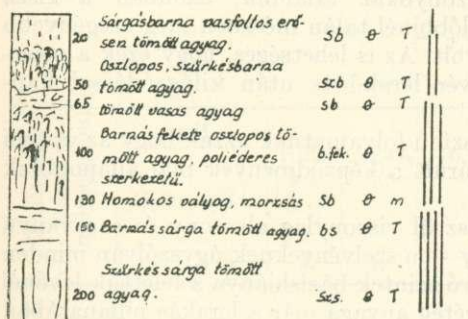 Sárgásbarna vasfoltos erő-
20 sen tömött agyag. sb θ T
Oszlopos, szürkésbarna
50 tömött agyag. szb θ T
65 tömött vasas agyag sb θ T
Barnás fekete oszlopos tö-
100 mött agyag, poliéderes b.fek. θ T
szerkezetű.
130 Homokos vályog, morzsás sb θ m
150 Barnás sárga tömött agyag. bs θ T
Szürkés sárga tömött
200 agyag. Szs. θ T